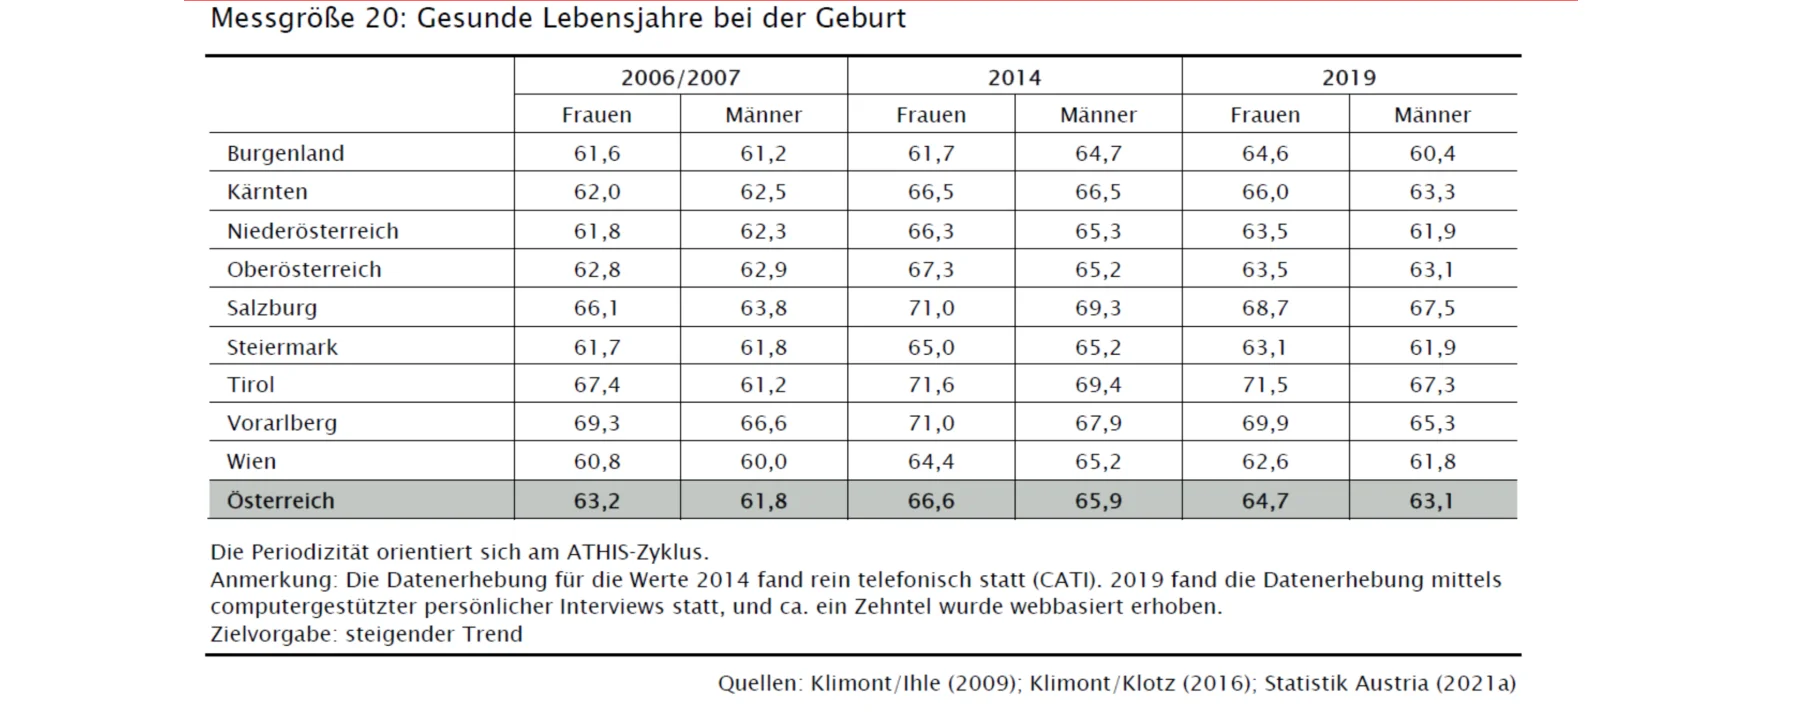 Messgröße 20: Gesunde Lebensjahre bei der Geburt
2006/2007 2014 2019
Frauen Männer Frauen Männer Frauen Männer
Burgenland 61,6 61,2 61,7 64,7 64,6 60,4
Kärnten 62,0 62,5 66,5 66,5 66,0 63,3
Niederösterreich 61,8 62,3 66,3 65,3 63,5 61,9
Oberösterreich 62,8 62,9 67,3 65,2 63,5 63,1
Salzburg 66,1 63,8 71,0 69,3 68,7 67,5
Steiermark 61,7 61,8 65,0 65,2 63,1 61,9
Tirol 67,4 61,2 71,6 69,4 71,5 67,3
Vorarlberg 69,3 66,6 71,0 67,9 69,9 65,3
Wien 60,8 60,0 64,4 65,2 62,6 61,8
Österreich 63,2 61,8 66,6 65,9 64,7 63,1
Die Periodizität orientiert sich am ATHIS-Zyklus.
Anmerkung: Die Datenerhebung für die Werte 2014 fand rein telefonisch statt (CATI). 2019 fand die Datenerhebung mittels
computergestützter persönlicher Interviews statt, und ca. ein Zehntel wurde webbasiert erhoben.
Zielvorgabe: steigender Trend
Quellen: Klimont/Ihle (2009); Klimont/Klotz (2016); Statistik Austria (2021a)